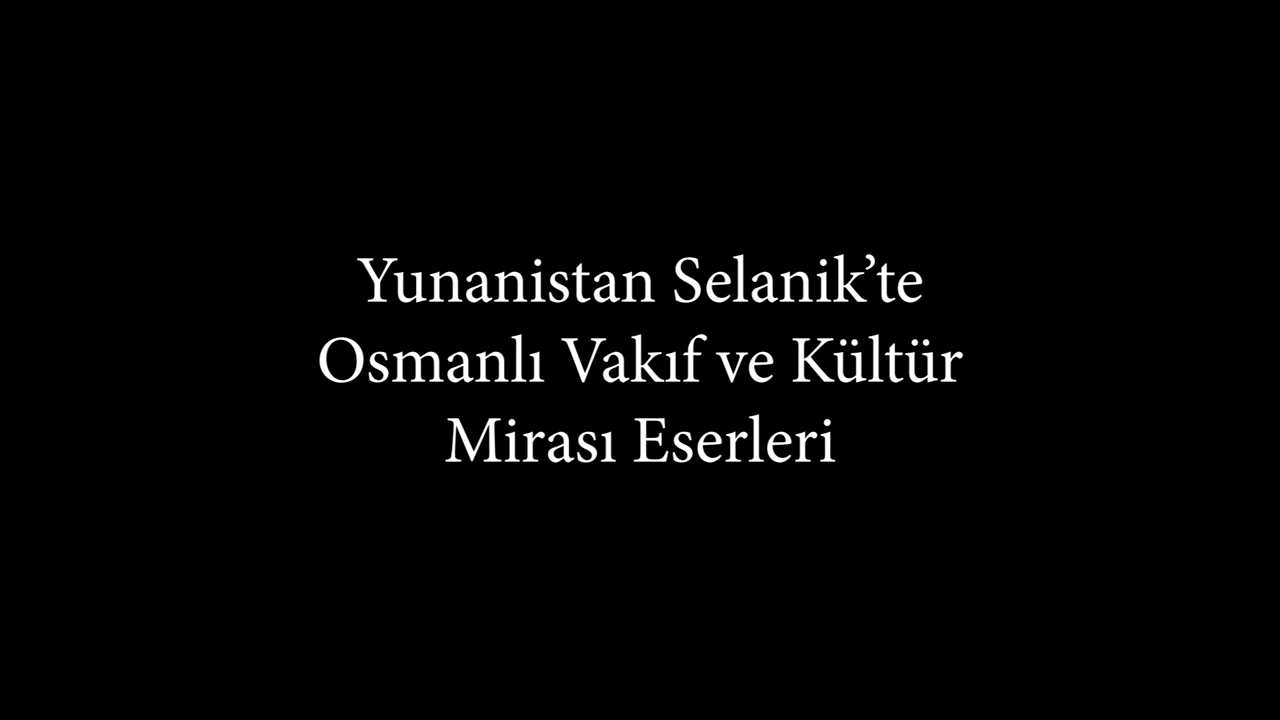 Yunanistan Selanik’te
Osmanlı Vakıf ve Kültür
Mirası Eserleri